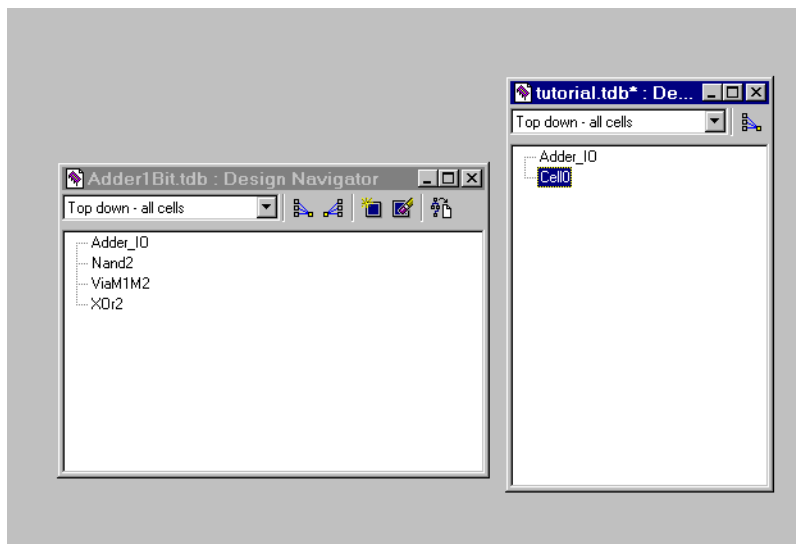 Adder1Bit.tdb : Design Navigator
Top down - all cells
Adder_IO
Nand2
ViaM1M2
XOr2
tutorial.tdb* : De...
Top down - all cells
Adder_IO
Cell0